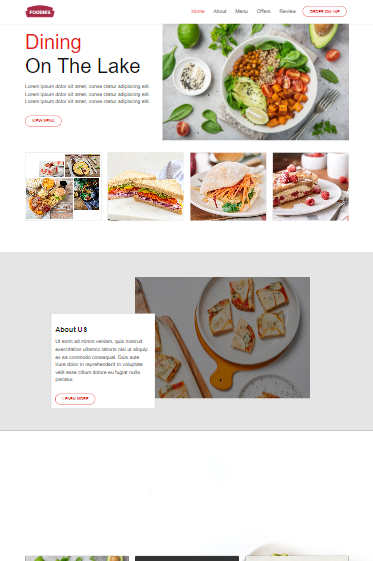 FOODIES
Home
About
Menu
Offers
Review
ORDER ONLINE
Dining
On The Lake
Lorem ipsum dolor sit amet, conse ctetur adipiscing elit.
Lorem ipsum dolor sit amet, conse ctetur adipiscing elit.
Lorem ipsum dolor sit amet, conse ctetur adipiscing elit.
VIEW MENU
About US
Ut enim ad minim veniam, quis nostrud
exercitation ullamco laboris nisi ut aliquip
ex ea commodo consequat. Duis aute
irure dolor in reprehenderit in voluptate
velit esse cillum dolore eu fugiat nulla
pariatur.
LEARN MORE